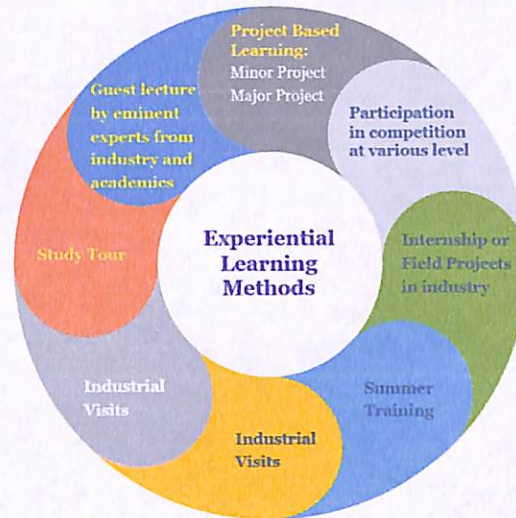 Project Based
Learning:
Minor Project
Major Project
Participation
in competition
at various level
Internship or
Field Projects
in industry
Summer
Training
Industrial
Visits
Industrial
Visits
Study Tour
Guest lecture
by eminent
experts from
industry and
academics
Experiential
Learning
Methods